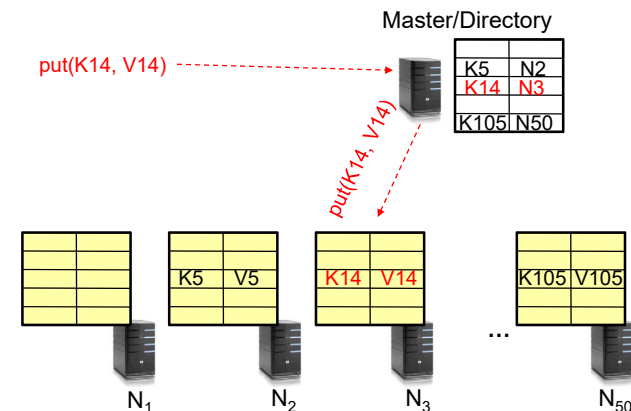 Master/Directory
put(K14, V14)
K5 N2
K14 N3
K105 N50
put(K14, V14)
K5 V5
K14 V14
K105 V105
...
N1
N2
N3
N50